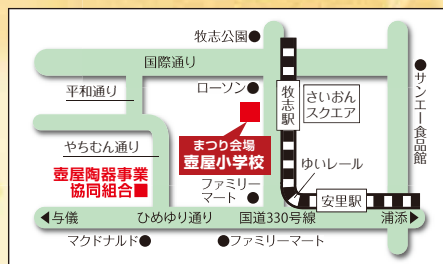 牧志公園●
国際通り
平和通り
ローソン●
牧志駅
さいおん
スクエア
●サンエー食品館
やちむん通り
まつり会場
壺屋小学校
壺屋陶器事業
協同組合■
ファミリー
マート●
ゆいレール
安里駅
◀与儀
ひめゆり通り
国道330号線
浦添▶
マクドナルド●
●ファミリーマート